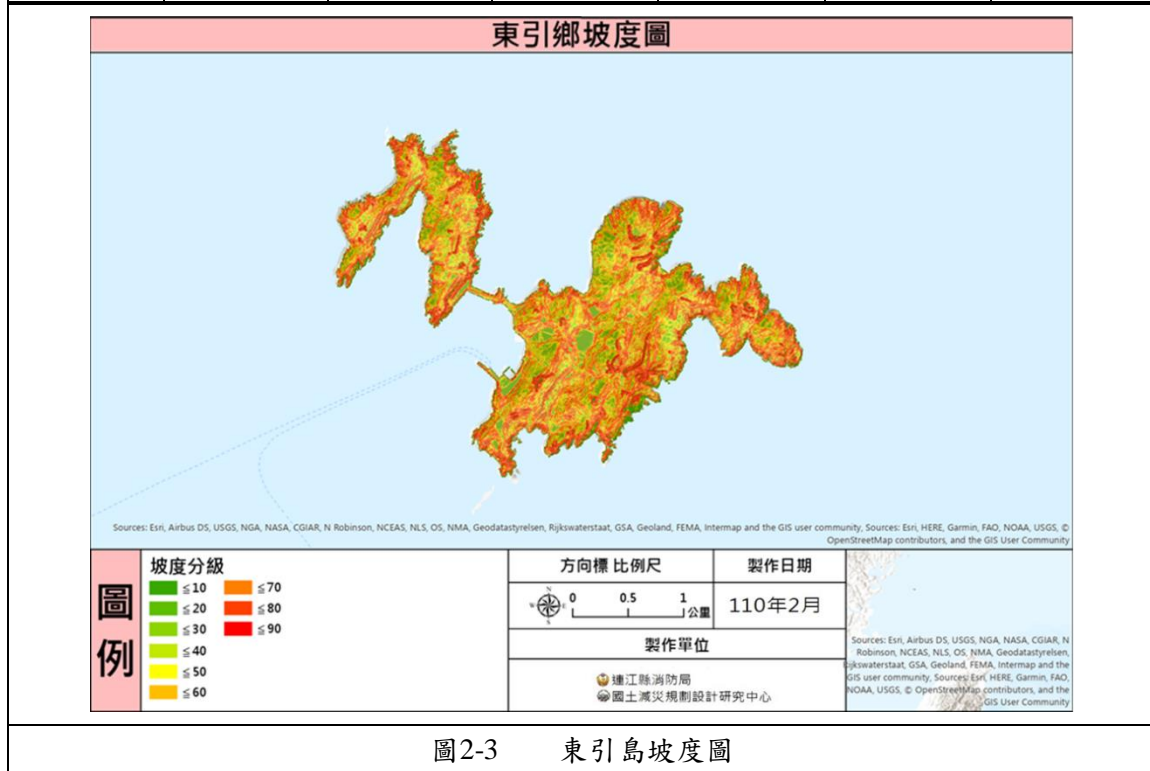 東引鄉坡度圖
Sources: Esri, Airbus DS, USGS, NGA, NASA, CGIAR, N Robinson, NCEAS, NLS, OS, NMA, Geodatastyrelsen, Rijkswaterstaat, GSA, Geoland, FEMA, Intermap and the GIS user community, Sources: Esri, HERE, Garmin, FAO, NOAA, USGS, ©
OpenStreetMap contributors, and the GIS User Community
圖例
坡度分級
≦10
≦20
≦30
≦40
≦50
≦60
≦70
≦80
≦90
方向標 比例尺
N
W
E
S
0 0.5 1
公里
製作日期
110年2月
製作單位
連江縣消防局
國土減災規劃設計研究中心
Sources: Esri, Airbus DS, USGS, NGA, NASA, CGIAR, N
Robinson, NCEAS, NLS, OS, NMA, Geodatastyrelsen,
Rijkswaterstaat, GSA, Geoland, FEMA, Intermap and the
GIS user community, Sources: Esri, HERE, Garmin, FAO,
NOAA, USGS, © OpenStreetMap contributors, and the
GIS User Community
圖2-3 東引島坡度圖